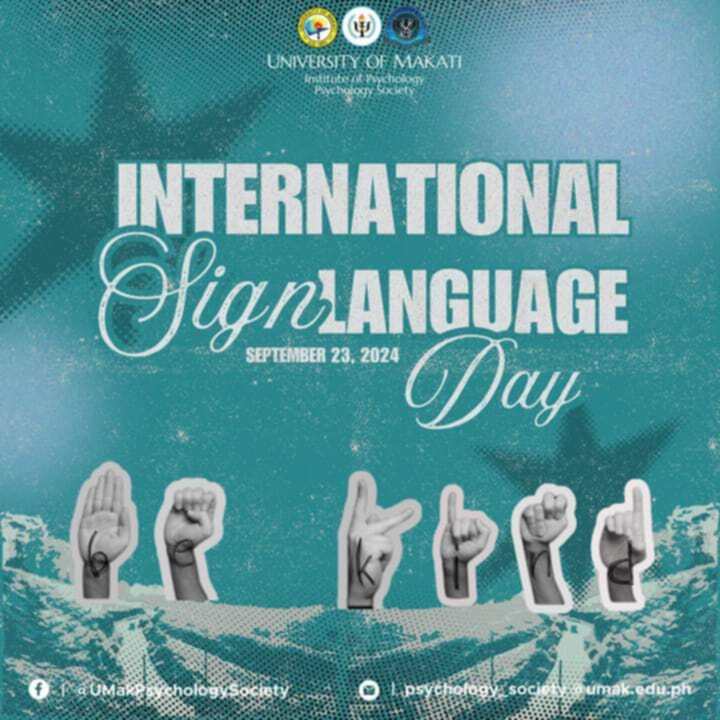 UNIVERSITY OF MAKATI
Institute of Psychology
Psychology Society
INTERNATIONAL
Sign LANGUAGE
SEPTEMBER 23, 2024
Day
b e k i n d
| @UMakPsychologySociety
| psychology_society@umak.edu.ph